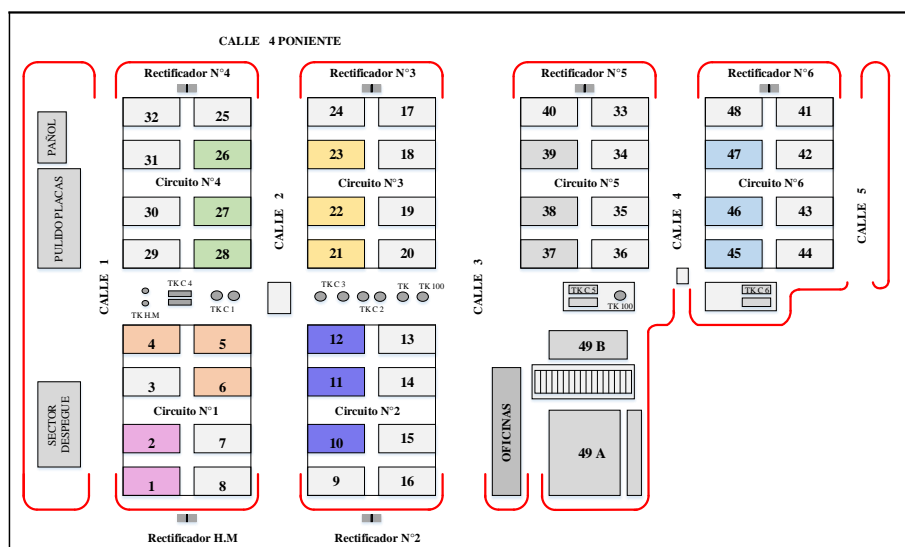 CALLE 4 PONIENTE
Rectificador N°4
Rectificador N°3
Rectificador N°5
Rectificador N°6
32 25 24 17 40 33 48 41
PAÑOL
31 26 23 18 39 34 47 42
PULIDO PLACAS
Circuito N°4
Circuito N°3
Circuito N°5
Circuito N°6
30 27 22 19 38 35 46 43
29 28 21 20 37 36 45 44
CALLE 1
CALLE 2
CALLE 3
CALLE 4
CALLE 5
TK H.M
TK C 4
TK C 1
TK C 3
TK C 2
TK
TK 100
TK C 5
TK 100
TK C 6
4 5 12 13
49 B
3 6 11 14
SECTOR
DESPEGUE
Circuito N°1
Circuito N°2
OFICINAS
2 7 10 15
49 A
1 8 9 16
Rectificador H.M
Rectificador N°2